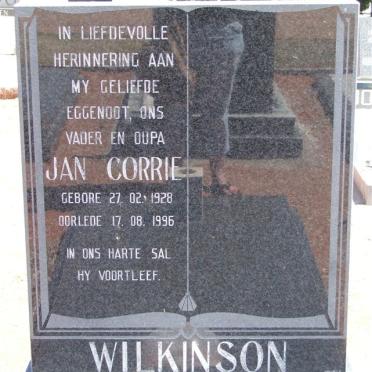 IN LIEFDEVOLLE
HERINNERING AAN
MY GELIEFDE
EGGENOOT, ONS
VADER EN OUPA
JAN CORRIE
GEBORE 27. 02. 1928
OORLEDE 17. 08. 1996
IN ONS HARTE SAL
HY VOORTLEEF.
WILKINSON